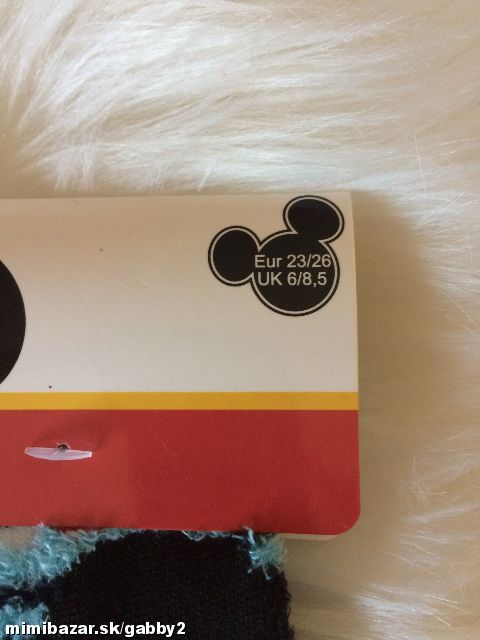 Eur 23/26
UK 6/8,5
mimibazar.sk/gabby2